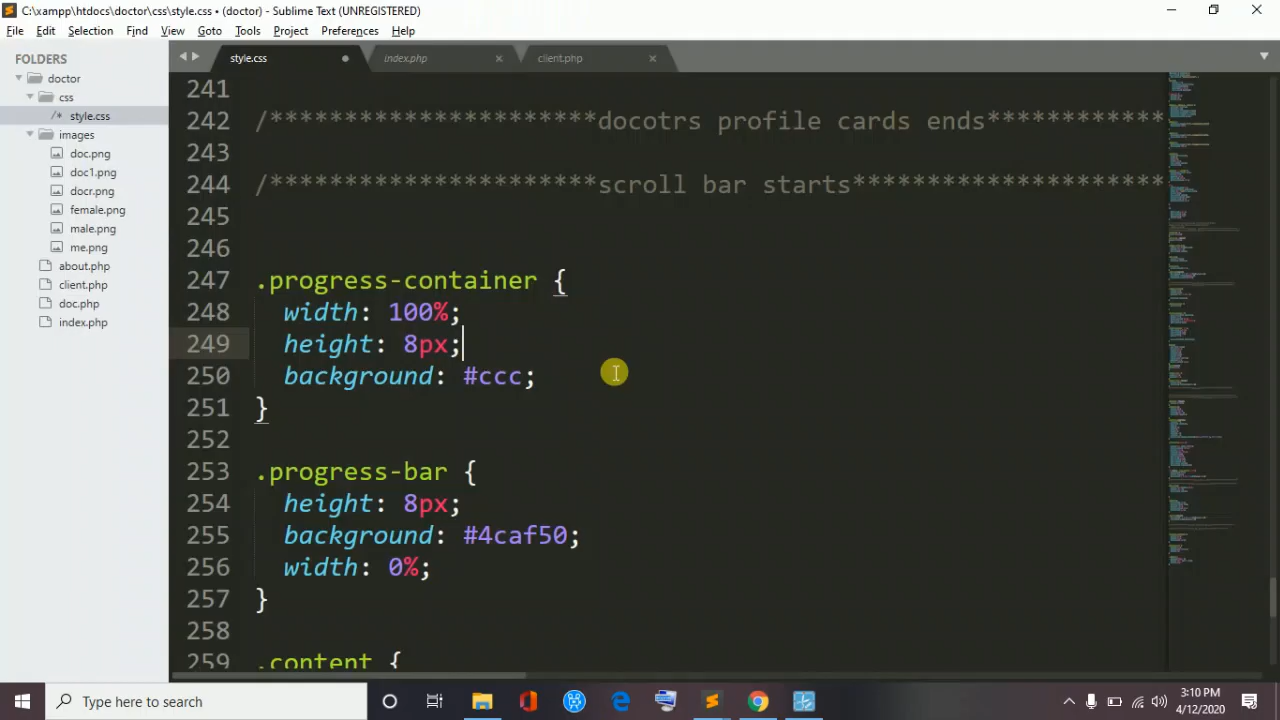 C:\xampp\htdocs\doctor\css\style.css • (doctor) - Sublime Text (UNREGISTERED)
File Edit Selection Find View Goto Tools Project Preferences Help
FOLDERS
doctor
css
/* style.css
images
doc.png
doc1.png
docr.png
female.png
male.png
me.png
about.php
client.php
doc.php
index.php
style.css
index.php
client.php
241
242 /**********************docotrs profile cards ends************
243
244 /**********************scroll bar starts*********************
245
246
247 .progress-container {
248 width: 100%;
249 height: 8px;
250 background: #ccc;
251 }
252
253 .progress-bar {
254 height: 8px;
255 background: #4caf50;
256 width: 0%;
257 }
258
259 .content {
Type here to search
3:10 PM
4/12/2020